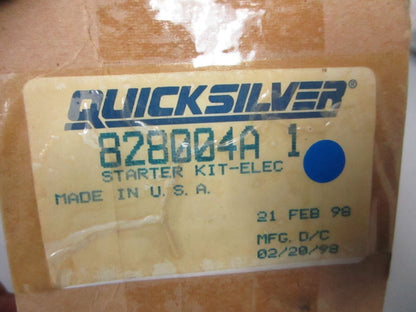 QUICKSILVER®
828004A 1
STARTER KIT-ELEC
MADE IN U.S.A.
21 FEB 98
MFG. D/C
02/20/98